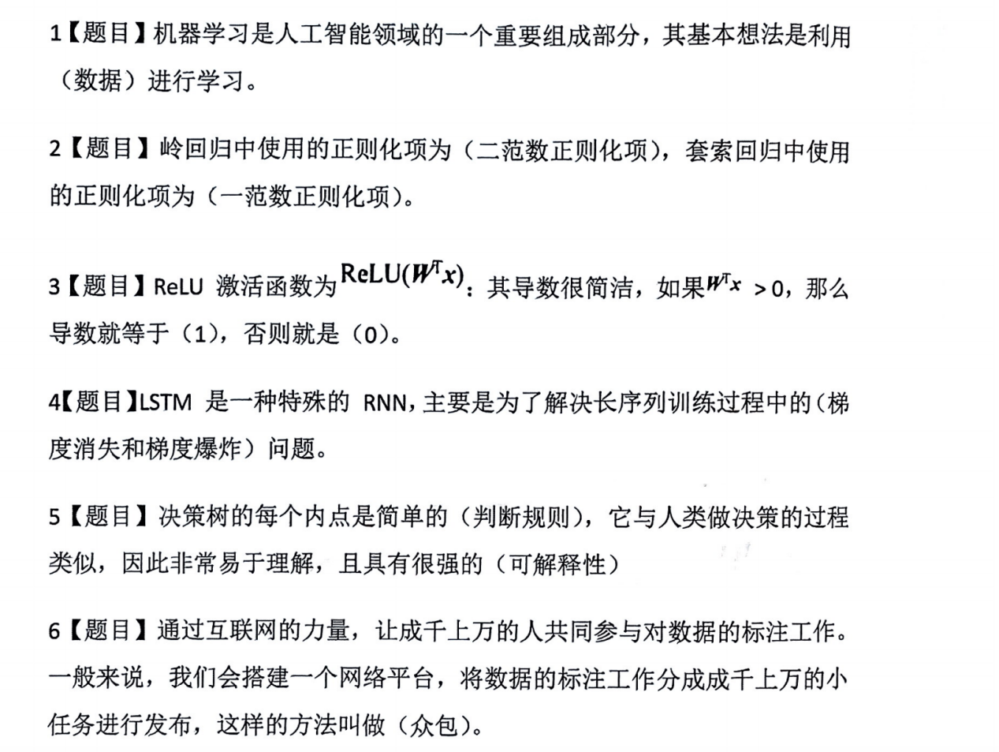 1【题目】机器学习是人工智能领域的一个重要组成部分，其基本想法是利用
（数据）进行学习。
2【题目】岭回归中使用的正则化项为（二范数正则化项），套索回归中使用
的正则化项为（一范数正则化项）。
3【题目】ReLU 激活函数为ReLU(Wᵀx)：其导数很简洁，如果Wᵀx >0，那么
导数就等于（1），否则就是（0）。
4【题目】LSTM 是一种特殊的 RNN，主要是为了解决长序列训练过程中的（梯
度消失和梯度爆炸）问题。
5【题目】决策树的每个内点是简单的（判断规则），它与人类做决策的过程
类似，因此非常易于理解，且具有很强的（可解释性）
6【题目】通过互联网的力量，让成千上万的人共同参与对数据的标注工作。
一般来说，我们会搭建一个网络平台，将数据的标注工作分成成千上万的小
任务进行发布，这样的方法叫做（众包）。